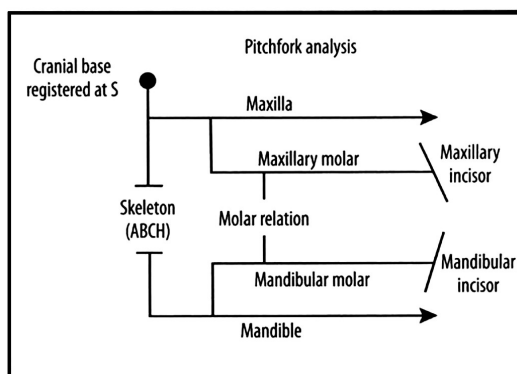 Pitchfork analysis
Cranial base
registered at S
Maxilla
Maxillary molar
Maxillary
incisor
Skeleton
(ABCH)
Molar relation
Mandibular molar
Mandibular
incisor
Mandible